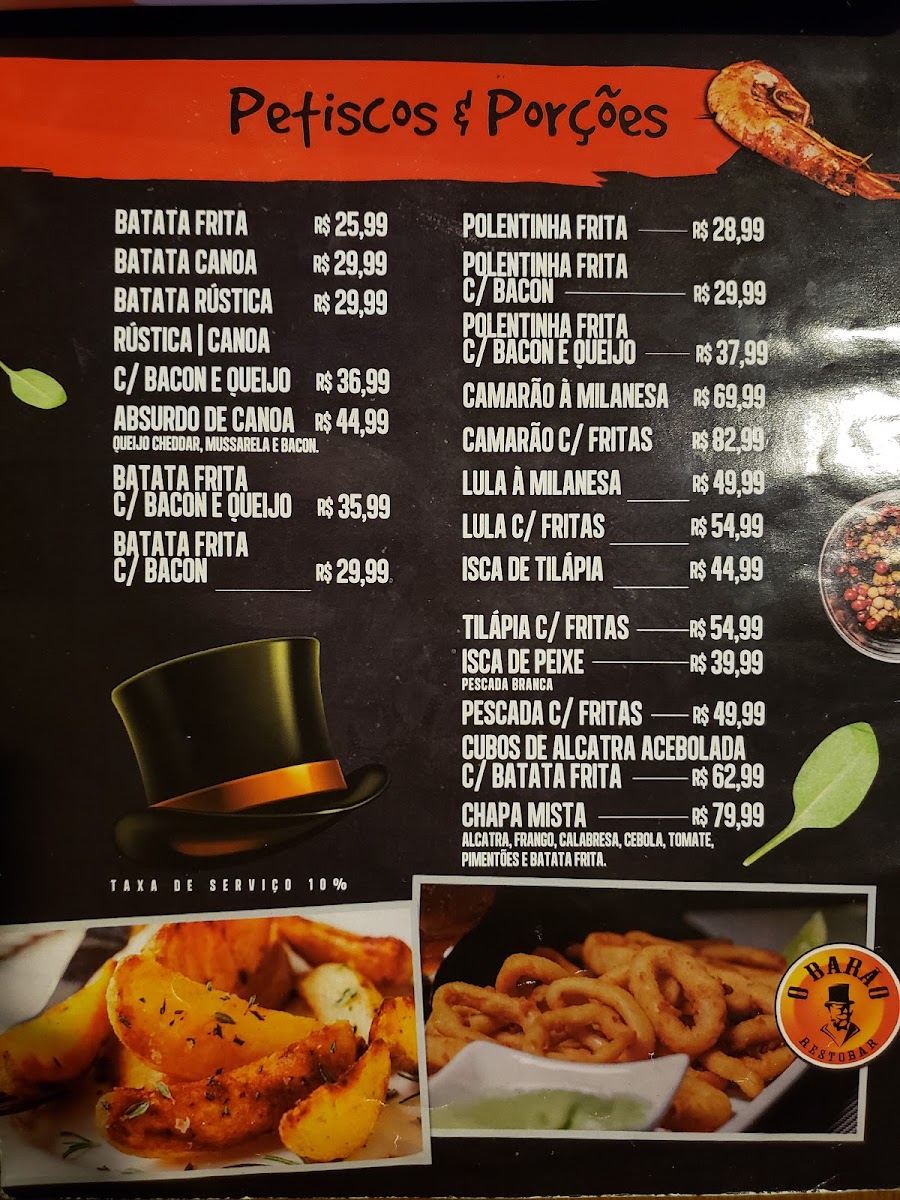 Petiscos & Porções
BATATA FRITA R$ 25,99
BATATA CANOA R$ 29,99
BATATA RÚSTICA R$ 29,99
RÚSTICA | CANOA
C/ BACON E QUEIJO R$ 36,99
ABSURDO DE CANOA R$ 44,99
QUEIJO CHEDDAR, MUSSARELA E BACON.
BATATA FRITA
C/ BACON E QUEIJO R$ 35,99
BATATA FRITA
C/ BACON R$ 29,99
TAXA DE SERVIÇO 10%
POLENTINHA FRITA R$ 28,99
POLENTINHA FRITA
C/ BACON R$ 29,99
POLENTINHA FRITA
C/ BACON E QUEIJO R$ 37,99
CAMARÃO À MILANESA R$ 69,99
CAMARÃO C/ FRITAS R$ 82,99
LULA À MILANESA R$ 49,99
LULA C/ FRITAS R$ 54,99
ISCA DE TILÁPIA R$ 44,99
TILÁPIA C/ FRITAS R$ 54,99
ISCA DE PEIXE R$ 39,99
PESCADA BRANCA
PESCADA C/ FRITAS R$ 49,99
CUBOS DE ALCATRA ACEBOLADA
C/ BATATA FRITA R$ 62,99
CHAPA MISTA R$ 79,99
ALCATRA, FRANGO, CALABRESA, CEBOLA, TOMATE,
PIMENTÕES E BATATA FRITA.
O BARÃO
RESTOBAR